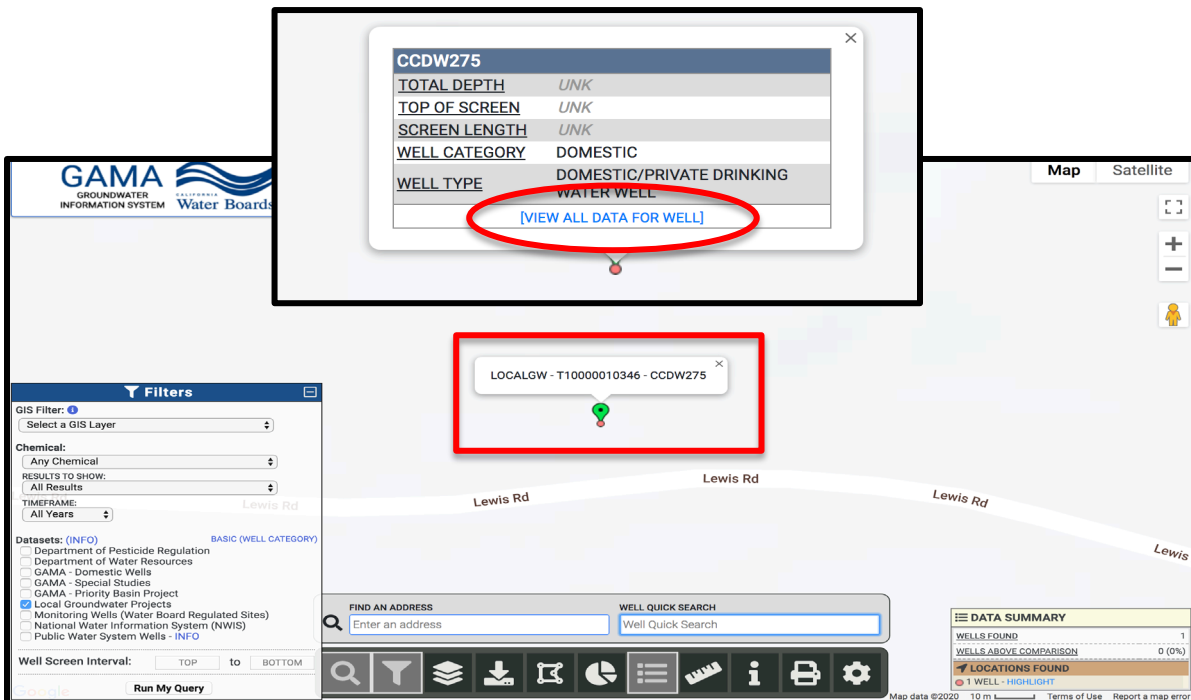 CCDW275
TOTAL DEPTH UNK
TOP OF SCREEN UNK
SCREEN LENGTH UNK
WELL CATEGORY DOMESTIC
WELL TYPE DOMESTIC/PRIVATE DRINKING
WATER WELL
[VIEW ALL DATA FOR WELL]
GAMA
GROUNDWATER
INFORMATION SYSTEM
CALIFORNIA
Water Boards
Map Satellite
LOCALGW - T10000010346 - CCDW275
Lewis Rd
Lewis Rd
Lewis Rd
Lewis Rd
Lewis
Filters
GIS Filter:
Select a GIS Layer
Chemical:
Any Chemical
RESULTS TO SHOW:
All Results
TIMEFRAME:
All Years
Datasets: (INFO) BASIC (WELL CATEGORY)
Department of Pesticide Regulation
Department of Water Resources
GAMA - Domestic Wells
GAMA - Special Studies
GAMA - Priority Basin Project
Local Groundwater Projects
Monitoring Wells (Water Board Regulated Sites)
National Water Information System (NWIS)
Public Water System Wells - INFO
Well Screen Interval: TOP to BOTTOM
Run My Query
Google
FIND AN ADDRESS WELL QUICK SEARCH
Enter an address Well Quick Search
DATA SUMMARY
WELLS FOUND 1
WELLS ABOVE COMPARISON 0 (0%)
LOCATIONS FOUND
1 WELL - HIGHLIGHT
Map data ©2020 10 m Terms of Use Report a map error